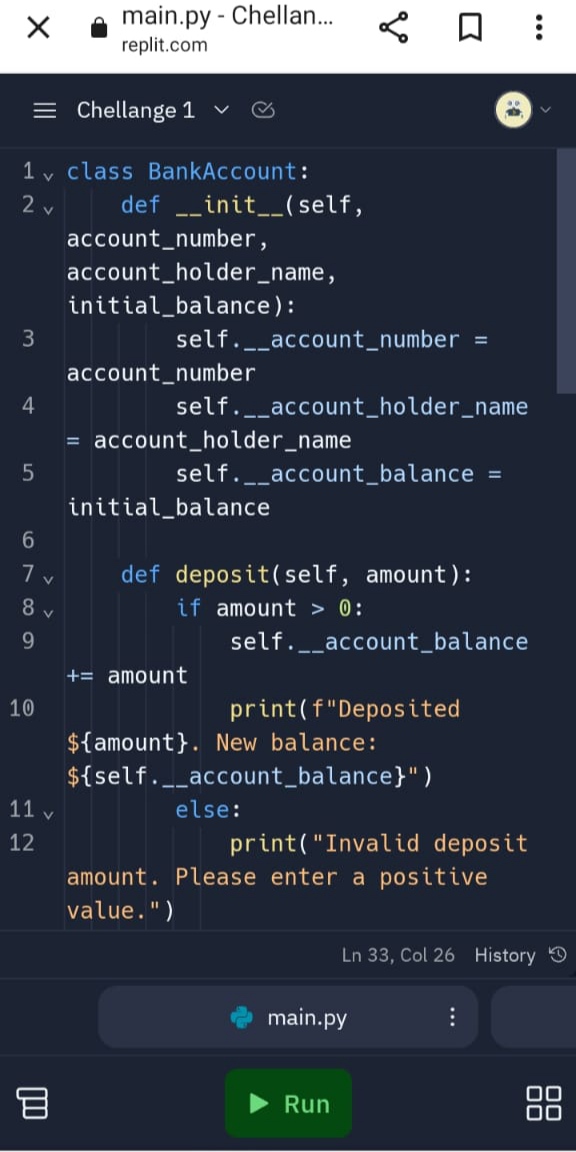 main.py - Chellan...
replit.com
Chellange 1
1 class BankAccount:
2 def __init__(self,
account_number,
account_holder_name,
initial_balance):
3 self.__account_number =
account_number
4 self.__account_holder_name
= account_holder_name
5 self.__account_balance =
initial_balance
6
7 def deposit(self, amount):
8 if amount > 0:
9 self.__account_balance
+= amount
10 print(f"Deposited
${amount}. New balance:
${self.__account_balance}")
11 else:
12 print("Invalid deposit
amount. Please enter a positive
value.")
Ln 33, Col 26 History
main.py
Run